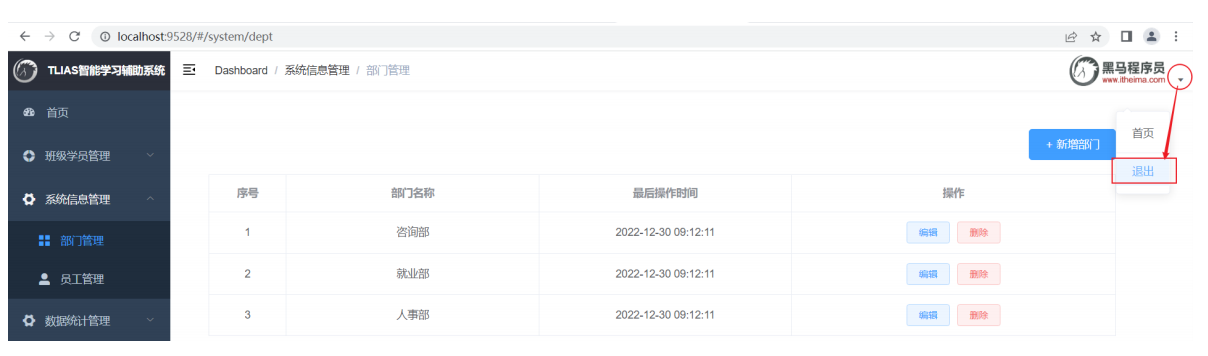 localhost:9528/#/system/dept
TLIAS智能学习辅助系统
Dashboard / 系统信息管理 / 部门管理
黑马程序员
www.itheima.com
首页
班级学员管理
系统信息管理
部门管理
员工管理
数据统计管理
首页
退出
+ 新增部门
序号 部门名称 最后操作时间 操作
1 咨询部 2022-12-30 09:12:11 编辑 删除
2 就业部 2022-12-30 09:12:11 编辑 删除
3 人事部 2022-12-30 09:12:11 编辑 删除